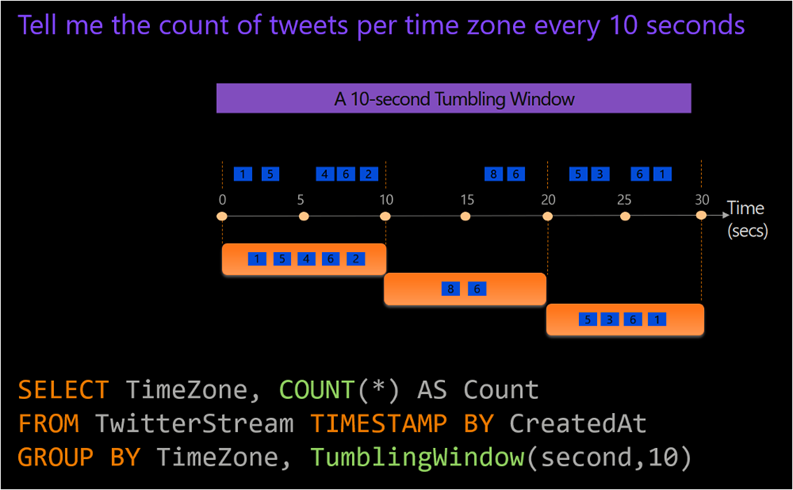 Tell me the count of tweets per time zone every 10 seconds
A 10-second Tumbling Window
1 5 4 6 2 8 6 5 3 6 1
0 5 10 15 20 25 30
Time
(secs)
1 5 4 6 2
8 6
5 3 6 1
SELECT TimeZone, COUNT(*) AS Count
FROM TwitterStream TIMESTAMP BY CreatedAt
GROUP BY TimeZone, TumblingWindow(second,10)